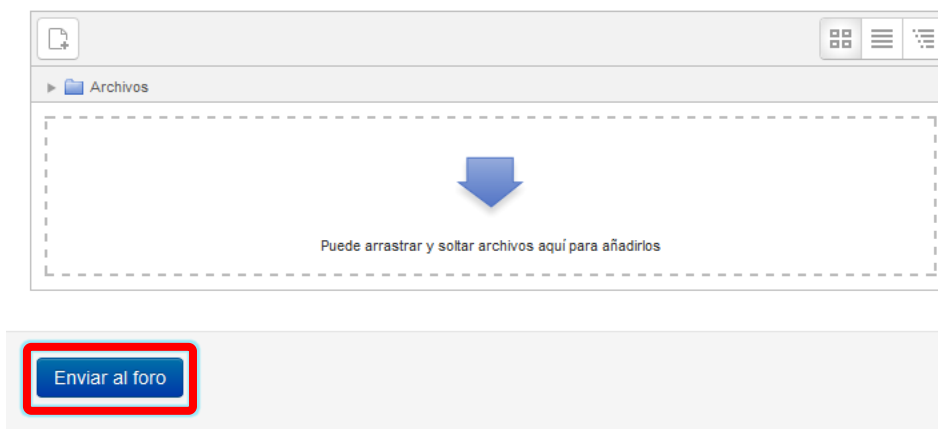 Archivos
Puede arrastrar y soltar archivos aquí para añadirlos
Enviar al foro